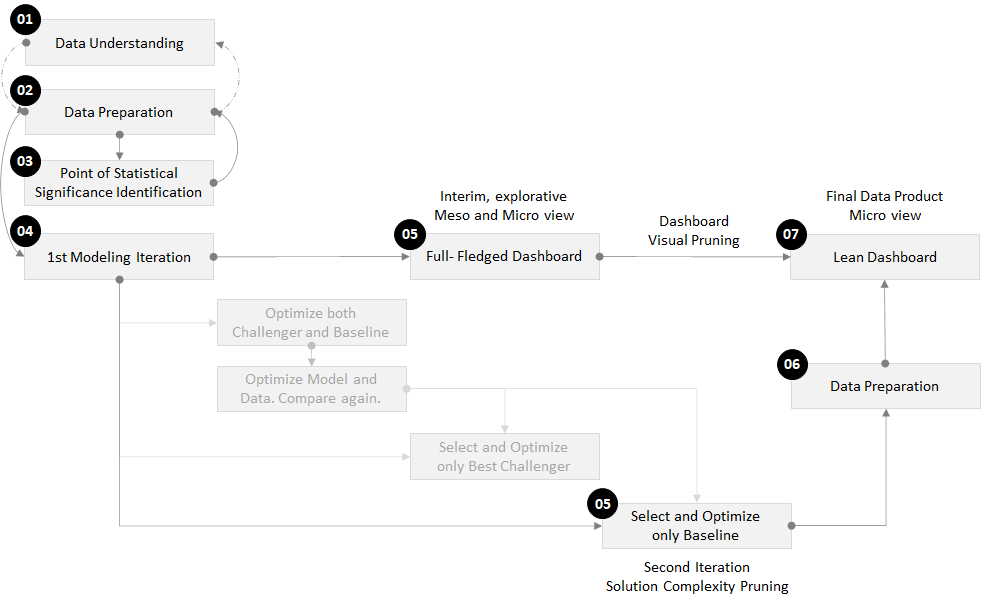 01
Data Understanding
02
Data Preparation
03
Point of Statistical
Significance Identification
04
1st Modeling Iteration
Interim, explorative
Meso and Micro view
05
Full- Fledged Dashboard
Dashboard
Visual Pruning
Final Data Product
Micro view
07
Lean Dashboard
Optimize both
Challenger and Baseline
Optimize Model and
Data. Compare again.
06
Data Preparation
Select and Optimize
only Best Challenger
05
Select and Optimize
only Baseline
Second Iteration
Solution Complexity Pruning